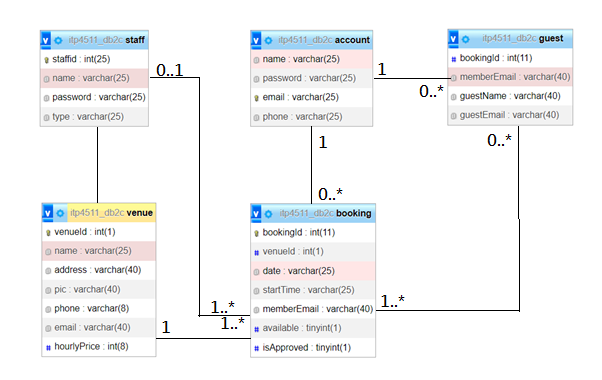 itp4511_db2c staff
staffid : int(25)
name : varchar(25)
password : varchar(25)
type : varchar(25)
itp4511_db2c account
name : varchar(25)
password : varchar(25)
email : varchar(25)
phone : varchar(25)
itp4511_db2c guest
bookingId : int(11)
memberEmail : varchar(40)
guestName : varchar(40)
guestEmail : varchar(40)
0..1
1
0..*
1
0..*
0..*
itp4511_db2c venue
venueId : int(1)
name : varchar(25)
address : varchar(40)
pic : varchar(40)
phone : varchar(8)
email : varchar(40)
hourlyPrice : int(8)
itp4511_db2c booking
bookingId : int(11)
venueId : int(1)
date : varchar(25)
startTime : varchar(25)
memberEmail : varchar(40)
available : tinyint(1)
isApproved : tinyint(1)
1..*
1..*
1..*
1